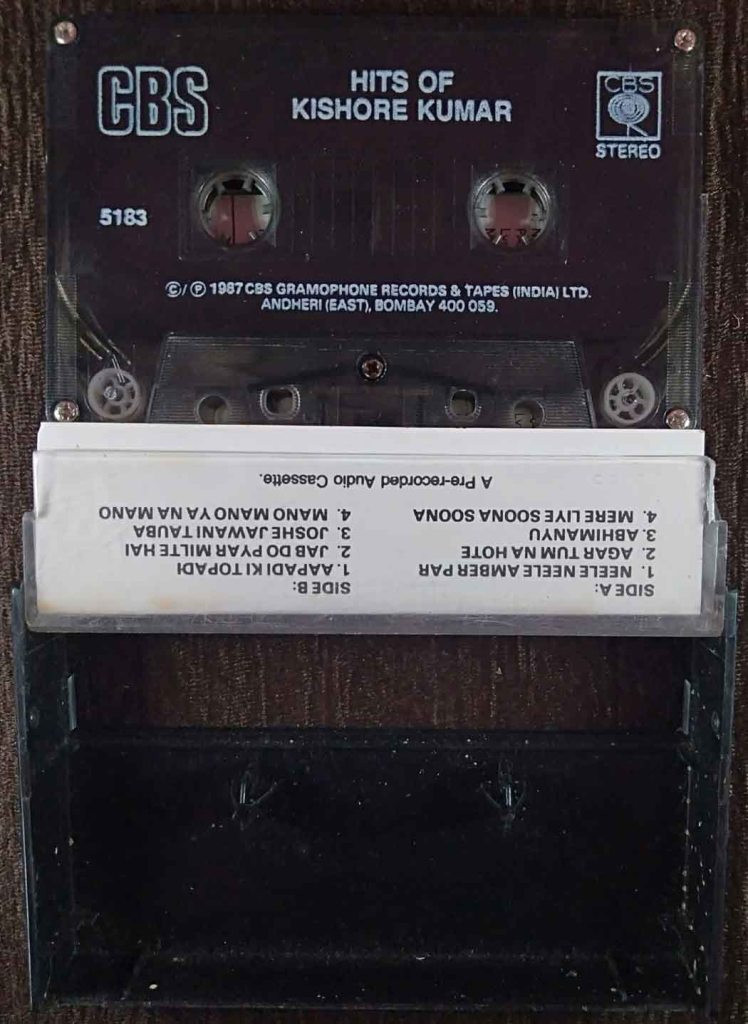 CBS
HITS OF
KISHORE KUMAR
CBS
STEREO
5183
©/℗ 1987 CBS GRAMOPHONE RECORDS & TAPES (INDIA) LTD.
ANDHERI (EAST), BOMBAY 400 059.
SIDE A:
1. NEELE NEELE AMBER PAR
2. AGAR TUM NA HOTE
3. ABHIMANYU
4. MERE LIYE SOONA SOONA
SIDE B:
1. AAPADI KI TOPADI
2. JAB DO PYAR MILTE HAI
3. JOSHE JAWANI TAUBA
4. MANO MANO YA NA MANO
A Pre-recorded Audio Cassette.